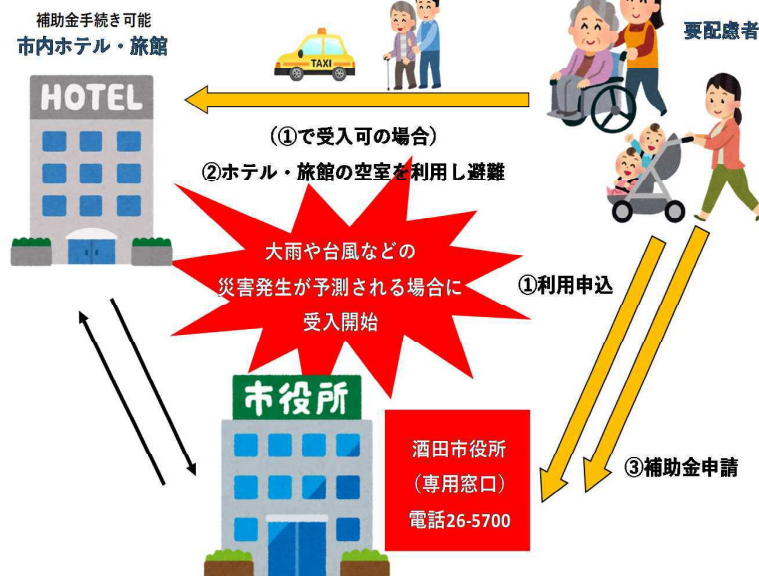 補助金手続き可能
市内ホテル・旅館
要配慮者
HOTEL
TAXI
（①で受入可の場合）
②ホテル・旅館の空室を利用し避難
大雨や台風などの
災害発生が予測される場合に
受入開始
①利用申込
市役所
酒田市役所
（専用窓口）
電話26-5700
③補助金申請